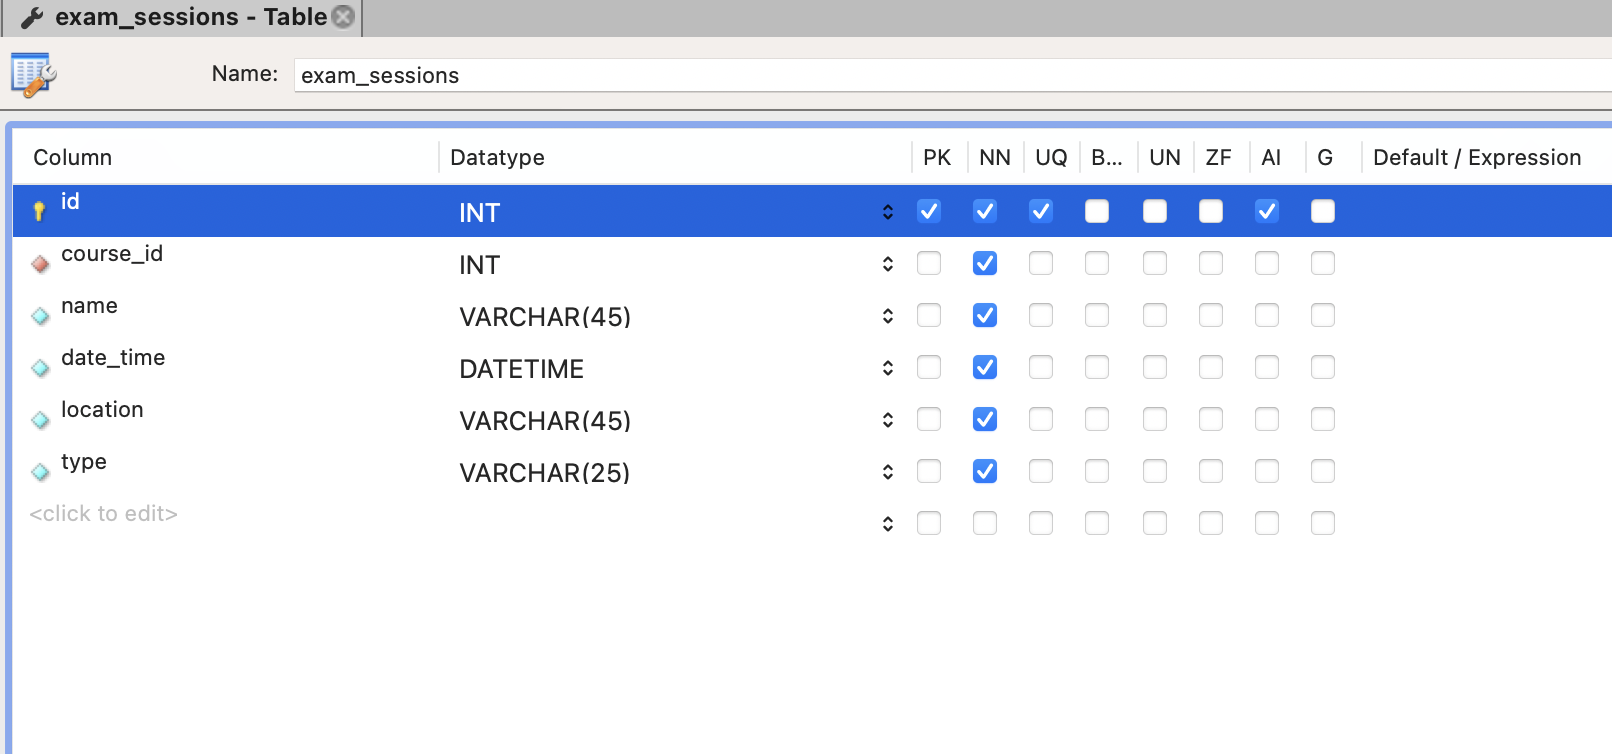 exam_sessions - Table
Name: exam_sessions
Column Datatype PK NN UQ B... UN ZF AI G Default / Expression
id INT
course_id INT
name VARCHAR(45)
date_time DATETIME
location VARCHAR(45)
type VARCHAR(25)
<click to edit>